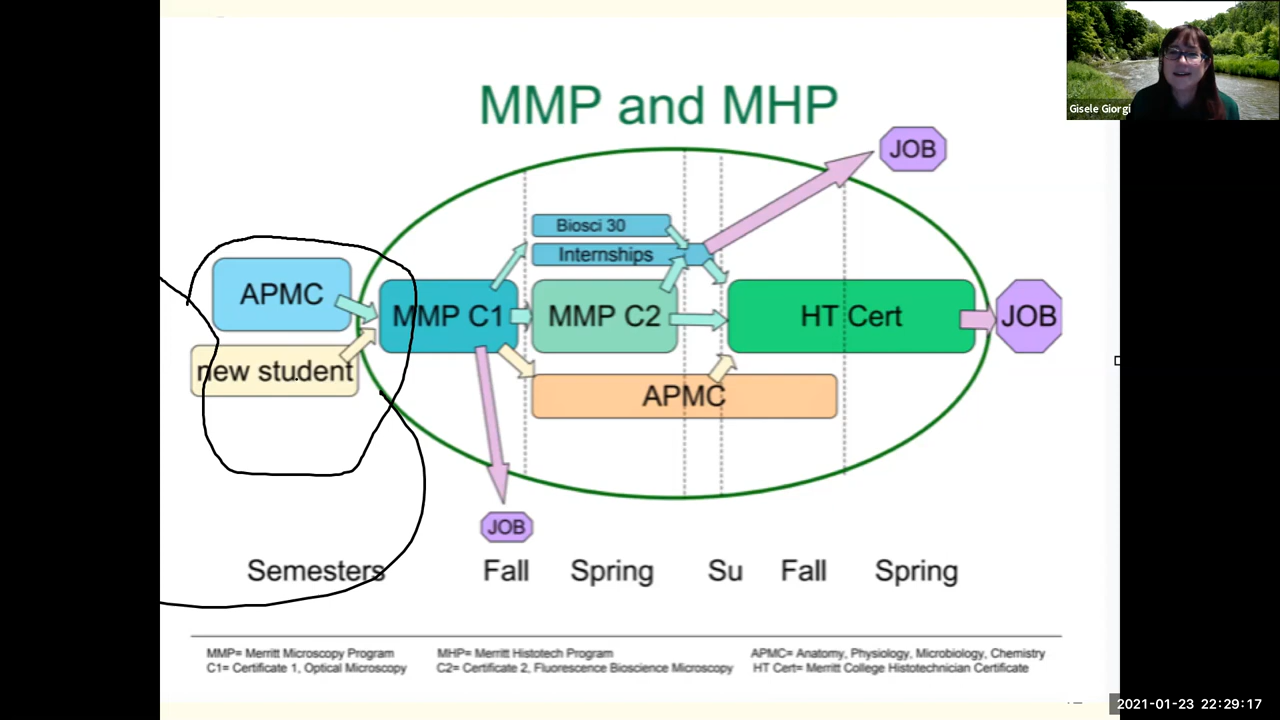 MMP and MHP
Gisele Giorgi
JOB
Biosci 30
Internships
APMC
MMP C1
MMP C2
HT Cert
JOB
new student
APMC
JOB
Semesters Fall Spring Su Fall Spring
MMP= Merritt Microscopy Program MHP= Merritt Histotech Program APMC= Anatomy, Physiology, Microbiology, Chemistry
C1= Certificate 1, Optical Microscopy C2= Certificate 2, Fluorescence Bioscience Microscopy HT Cert= Merritt College Histotechnician Certificate
2021-01-23 22:29:17